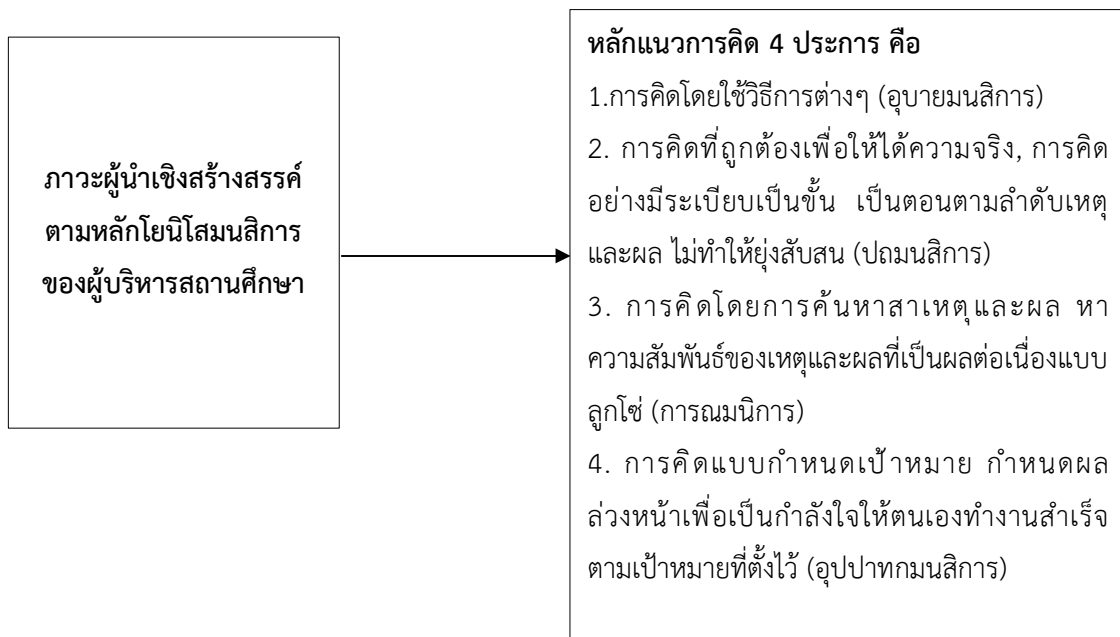 ภาวะผู้นำเชิงสร้างสรรค์
ตามหลักโยนิโสมนสิการ
ของผู้บริหารสถานศึกษา
หลักแนวการคิด 4 ประการ คือ
1.การคิดโดยใช้วิธีการต่างๆ (อุบายมนสิการ)
2. การคิดที่ถูกต้องเพื่อให้ได้ความจริง, การคิด
อย่างมีระเบียบเป็นขั้น เป็นตอนตามลำดับเหตุ
และผล ไม่ทำให้ยุ่งสับสน (ปถมนสิการ)
3. การคิดโดยการค้นหาสาเหตุและผล หา
ความสัมพันธ์ของเหตุและผลที่เป็นผลต่อเนื่องแบบ
ลูกโซ่ (การณมนิการ)
4. การคิดแบบกำหนดเป้าหมาย กำหนดผล
ล่วงหน้าเพื่อเป็นกำลังใจให้ตนเองทำงานสำเร็จ
ตามเป้าหมายที่ตั้งไว้ (อุปปาทกมนสิการ)